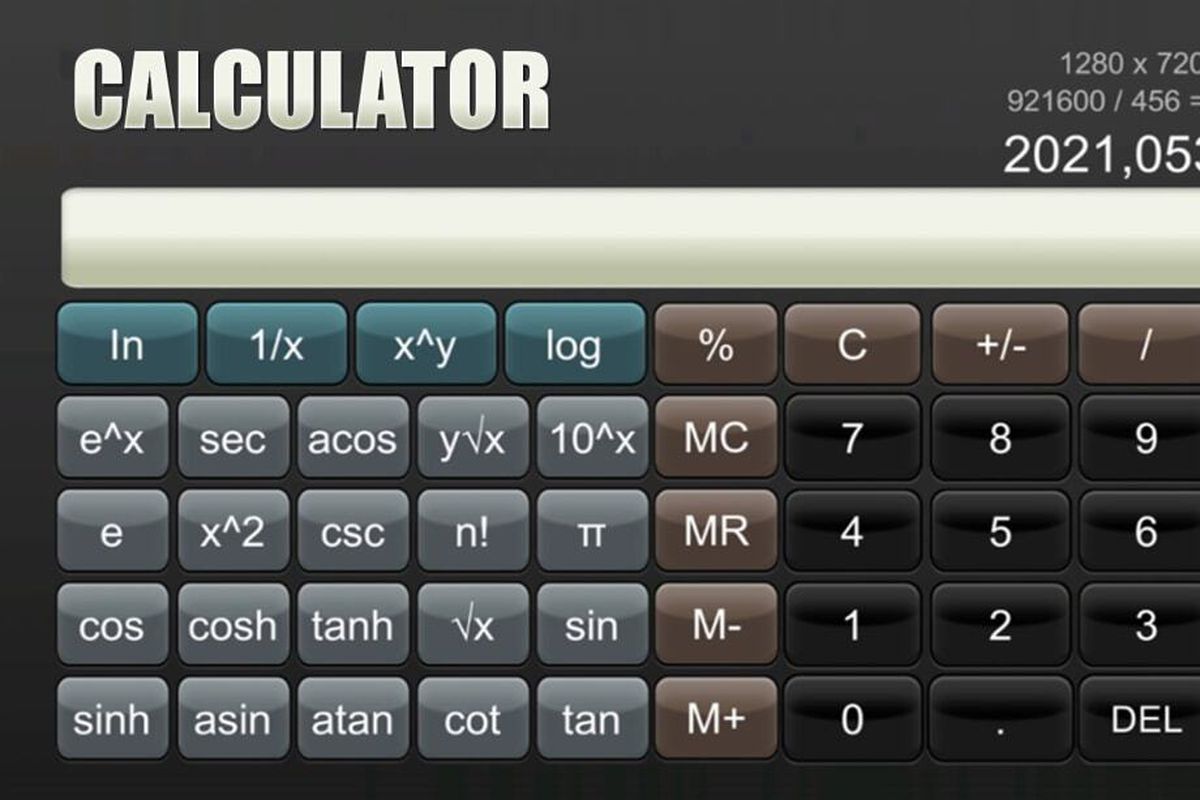 CALCULATOR
1280 x 720
921600 / 456 =
2021,053
ln 1/x x^y log % C +/- /
e^x sec acos y√x 10^x MC 7 8 9
e x^2 csc n! π MR 4 5 6
cos cosh tanh √x sin M- 1 2 3
sinh asin atan cot tan M+ 0 . DEL